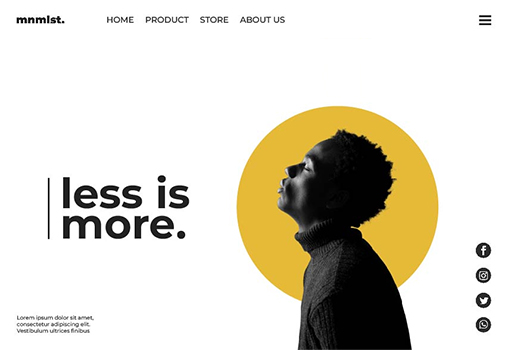 mnmlst.
HOME PRODUCT STORE ABOUT US
less is
more.
Lorem ipsum dolor sit amet,
consectetur adipiscing elit.
Vestibulum ultrices finibus